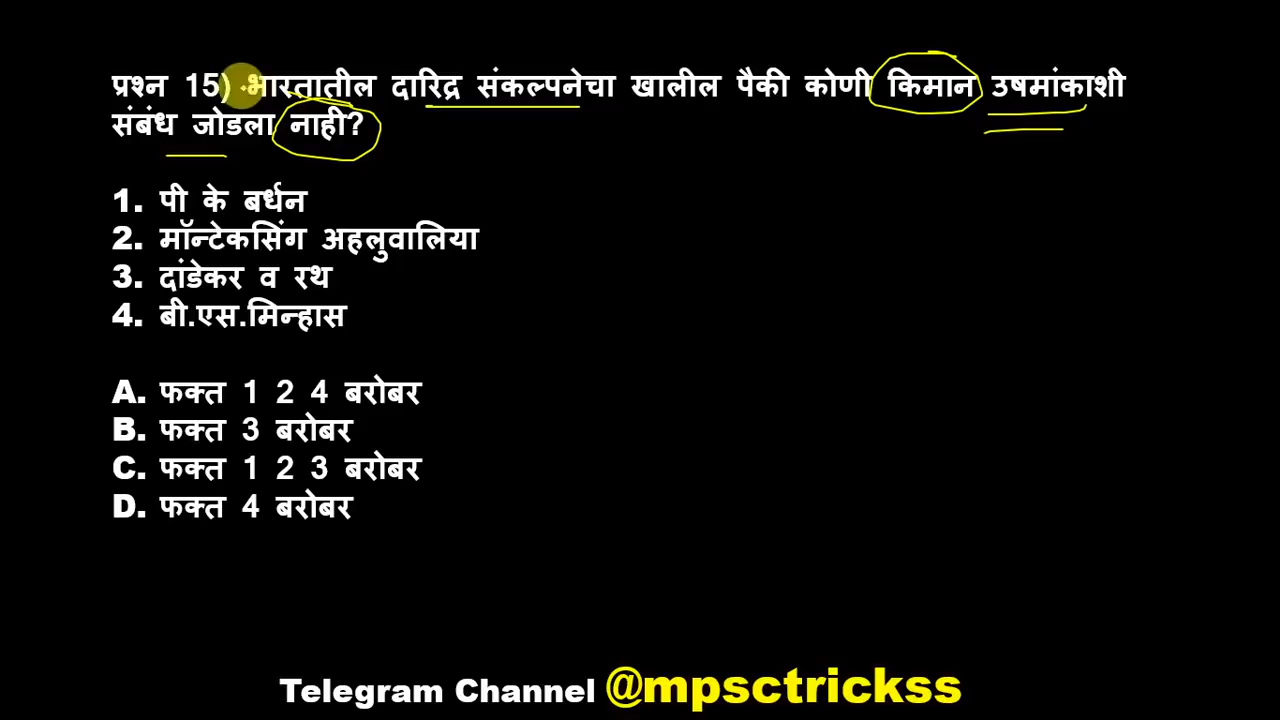 प्रश्न 15) भारतातील दारिद्र संकल्पनेचा खालील पैकी कोणी किमान उषमांकाशी
संबंध जोडला नाही?
1. पी के बर्धन
2. मॉन्टेकसिंग अहलुवालिया
3. दांडेकर व रथ
4. बी.एस.मिन्हास
A. फक्त 1 2 4 बरोबर
B. फक्त 3 बरोबर
C. फक्त 1 2 3 बरोबर
D. फक्त 4 बरोबर
Telegram Channel @mpsctrickss